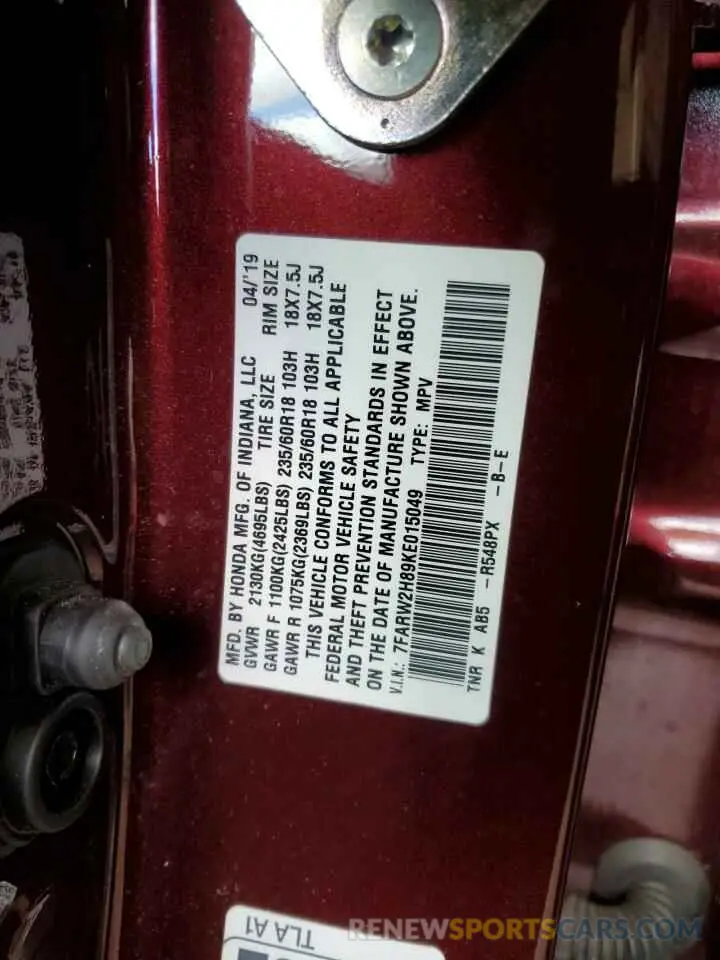 MFD. BY HONDA MFG. OF INDIANA, LLC 04/'19
GVWR 2130KG(4695LBS) TIRE SIZE RIM SIZE
GAWR F 1100KG(2425LBS) 235/60R18 103H 18X7.5J
GAWR R 1075KG(2369LBS) 235/60R18 103H 18X7.5J
THIS VEHICLE CONFORMS TO ALL APPLICABLE
FEDERAL MOTOR VEHICLE SAFETY
AND THEFT PREVENTION STANDARDS IN EFFECT
ON THE DATE OF MANUFACTURE SHOWN ABOVE.
V.I.N.: 7FARW2H89KE015049 TYPE: MPV
TNR K AB5 -R548PX -B-E
TLA A1
RENEWSPORTSCARS.COM